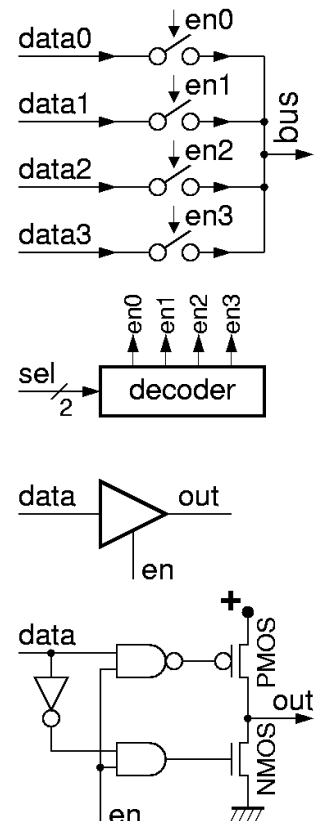 en0
data0
en1
data1
bus
en2
data2
en3
data3
en0 en1 en2 en3
sel
2
decoder
data out
en
+
data
PMOS
out
NMOS
en